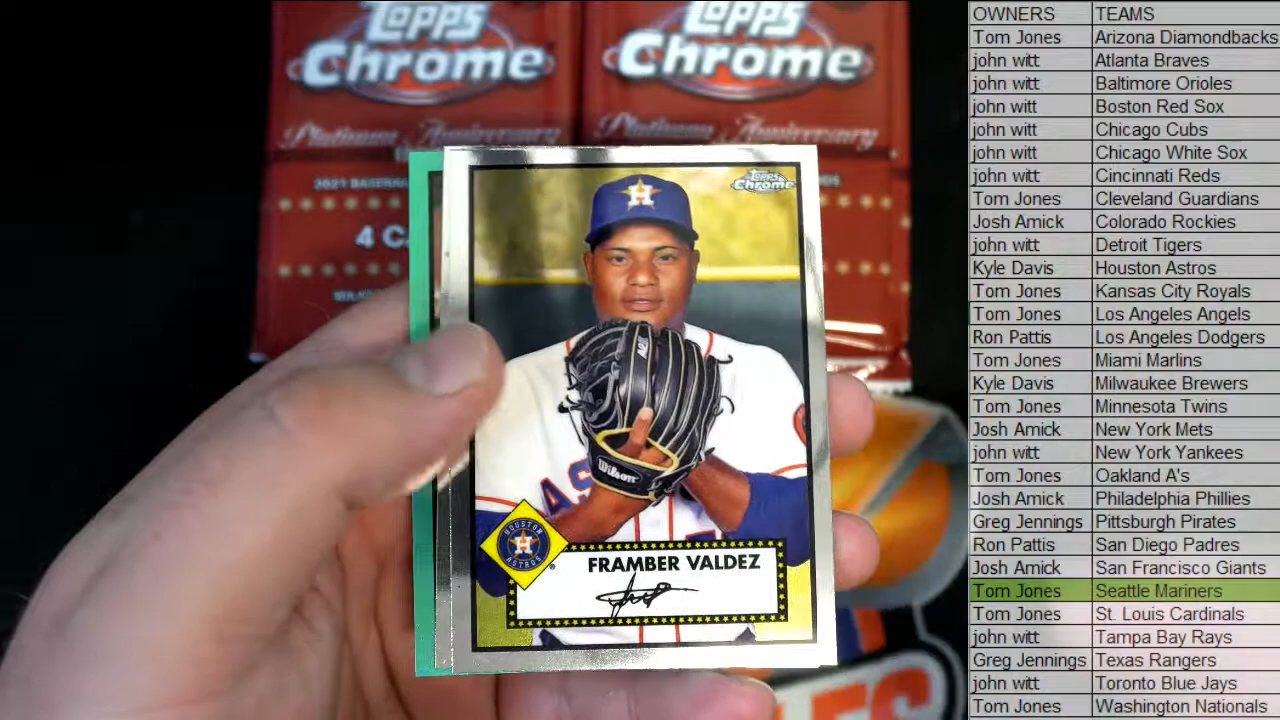 Topps
Chrome
Platinum Anniversary
Topps
Chrome
Platinum Anniversary
2021 BASEBA
4 CA
Topps
Chrome
H
Wilson
AS
HOUSTON
ASTROS
FRAMBER VALDEZ
OWNERS TEAMS
Tom Jones Arizona Diamondbacks
john witt Atlanta Braves
john witt Baltimore Orioles
john witt Boston Red Sox
john witt Chicago Cubs
john witt Chicago White Sox
john witt Cincinnati Reds
Tom Jones Cleveland Guardians
Josh Amick Colorado Rockies
john witt Detroit Tigers
Kyle Davis Houston Astros
Tom Jones Kansas City Royals
Tom Jones Los Angeles Angels
Ron Pattis Los Angeles Dodgers
Tom Jones Miami Marlins
Kyle Davis Milwaukee Brewers
Tom Jones Minnesota Twins
Josh Amick New York Mets
john witt New York Yankees
Tom Jones Oakland A's
Josh Amick Philadelphia Phillies
Greg Jennings Pittsburgh Pirates
Ron Pattis San Diego Padres
Josh Amick San Francisco Giants
Tom Jones Seattle Mariners
Tom Jones St. Louis Cardinals
john witt Tampa Bay Rays
Greg Jennings Texas Rangers
john witt Toronto Blue Jays
Tom Jones Washington Nationals